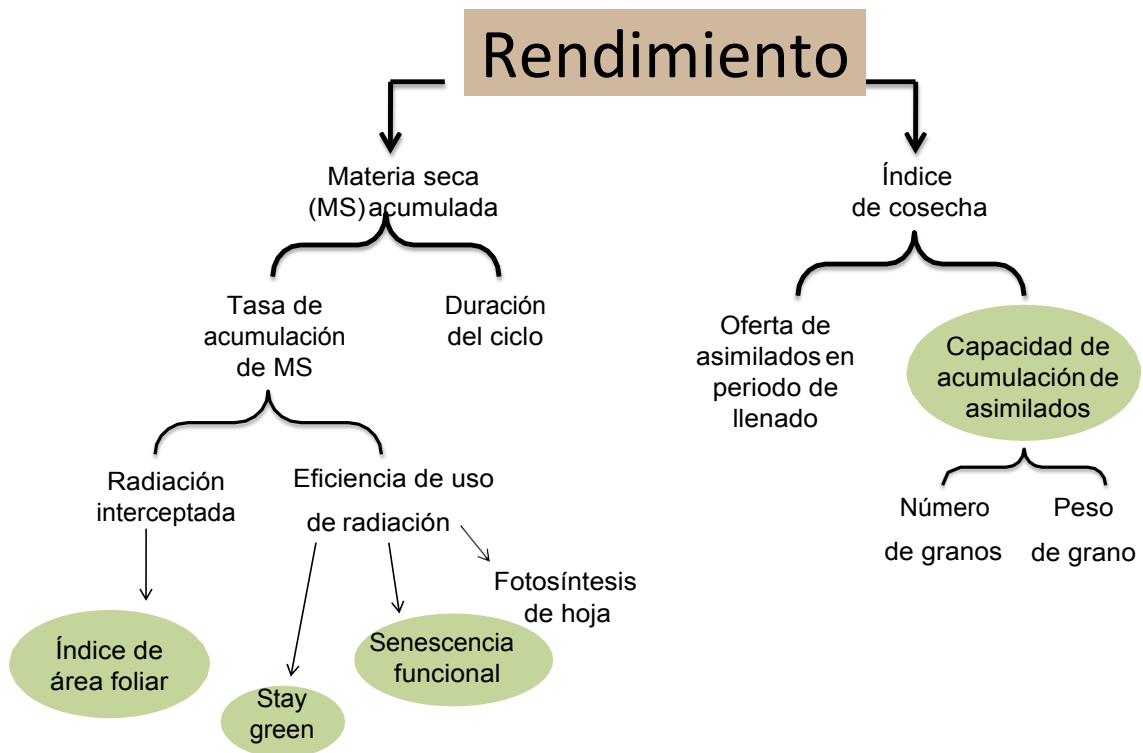 Rendimiento
Materia seca
(MS) acumulada
Índice
de cosecha
Tasa de
acumulación
de MS
Duración
del ciclo
Oferta de
asimilados en
periodo de
llenado
Capacidad de
acumulación de
asimilados
Radiación
interceptada
Eficiencia de uso
de radiación
Número
de granos
Peso
de grano
Fotosíntesis
de hoja
Índice de
área foliar
Stay
green
Senescencia
funcional